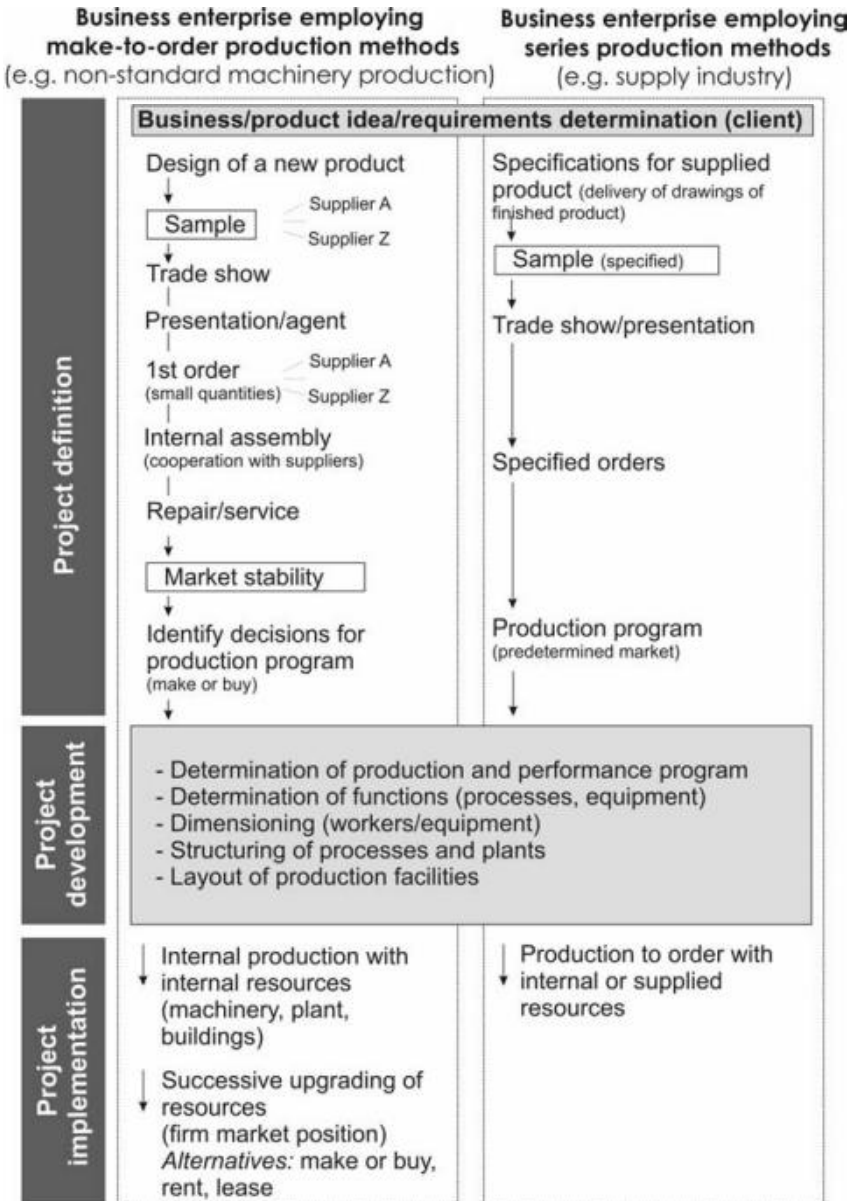 Business enterprise employing
make-to-order production methods
(e.g. non-standard machinery production)
Business enterprise employing
series production methods
(e.g. supply industry)
Business/product idea/requirements determination (client)
Project definition
Design of a new product
Sample
Supplier A
Supplier Z
Trade show
Presentation/agent
1st order
(small quantities)
Supplier A
Supplier Z
Internal assembly
(cooperation with suppliers)
Repair/service
Market stability
Identify decisions for
production program
(make or buy)
Specifications for supplied
product (delivery of drawings of
finished product)
Sample (specified)
Trade show/presentation
Specified orders
Production program
(predetermined market)
Project
development
- Determination of production and performance program
- Determination of functions (processes, equipment)
- Dimensioning (workers/equipment)
- Structuring of processes and plants
- Layout of production facilities
Project
implementation
Internal production with
internal resources
(machinery, plant,
buildings)
Successive upgrading of
resources
(firm market position)
Alternatives: make or buy,
rent, lease
Production to order with
internal or supplied
resources